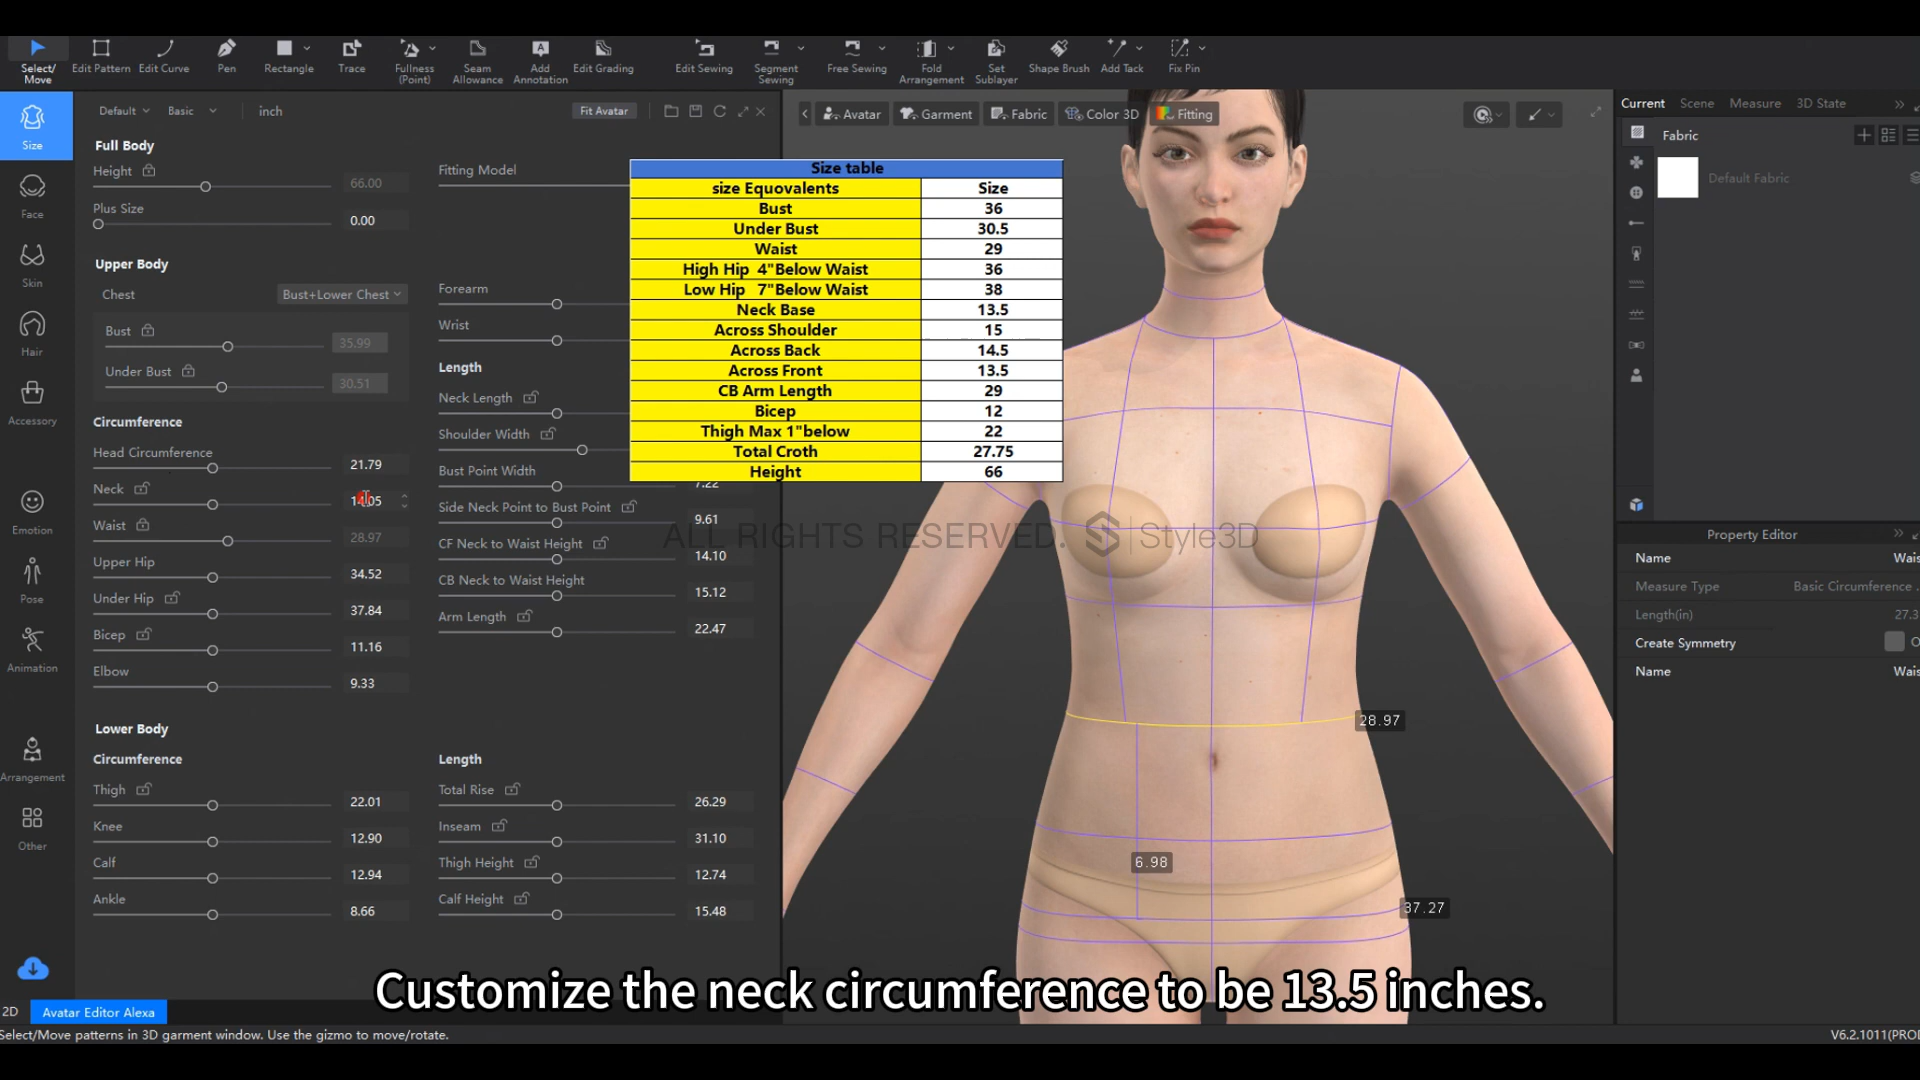 Select/Move
Edit Pattern
Edit Curve
Pen
Rectangle
Trace
Fullness (Point)
Seam Allowance
Add Annotation
Edit Grading
Edit Sewing
Segment Sewing
Free Sewing
Fold Arrangement
Set Sublayer
Shape Brush
Add Tack
Fix Pin
Size
Face
Skin
Hair
Accessory
Emotion
Pose
Animation
Arrangement
Other
Default Basic inch Fit Avatar
Full Body
Height 66.00
Plus Size 0.00
Fitting Model
Upper Body
Chest Bust+Lower Chest
Bust 35.99
Under Bust 30.51
Circumference
Head Circumference 21.79
Neck
Waist 28.97
Upper Hip 34.52
Under Hip 37.84
Bicep 11.16
Elbow 9.33
Forearm
Wrist
Length
Neck Length
Shoulder Width
Bust Point Width 7.22
Side Neck Point to Bust Point 9.61
CF Neck to Waist Height 14.10
CB Neck to Waist Height 15.12
Arm Length 22.47
Lower Body
Circumference
Thigh 22.01
Knee 12.90
Calf 12.94
Ankle 8.66
Length
Total Rise 26.29
Inseam 31.10
Thigh Height 12.74
Calf Height 15.48
Size table
size Equovalents Size
Bust 36
Under Bust 30.5
Waist 29
High Hip 4"Below Waist 36
Low Hip 7"Below Waist 38
Neck Base 13.5
Across Shoulder 15
Across Back 14.5
Across Front 13.5
CB Arm Length 29
Bicep 12
Thigh Max 1"below 22
Total Croth 27.75
Height 66
Avatar Garment Fabric Color 3D Fitting
ALL RIGHTS RESERVED. Style3D
28.97
6.98
37.27
Current Scene Measure 3D State
Fabric
Default Fabric
Property Editor
Name Wais
Measure Type Basic Circumference
Length(in) 27.3
Create Symmetry
Name Wais
Customize the neck circumference to be 13.5 inches.
2D Avatar Editor Alexa
Select/Move patterns in 3D garment window. Use the gizmo to move/rotate.
V6.2.1011(PROD